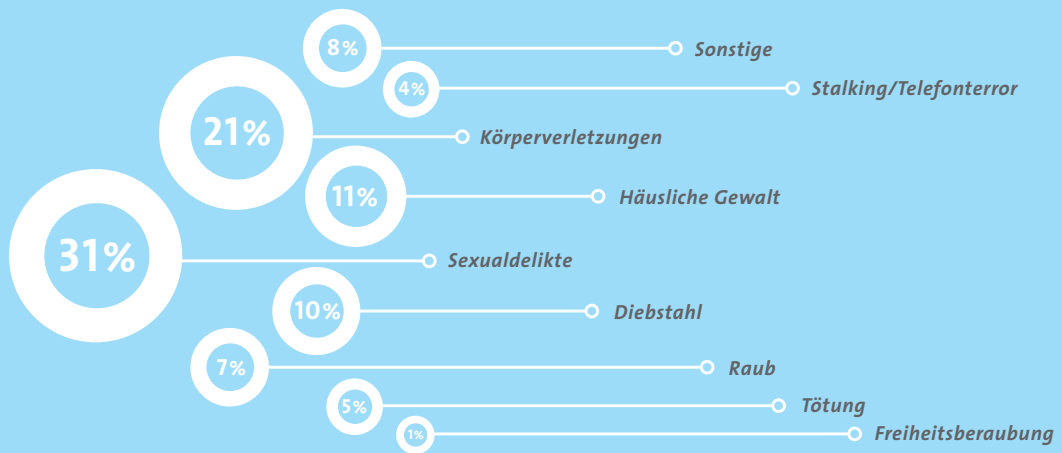 8% Sonstige
4% Stalking/Telefonterror
21% Körperverletzungen
11% Häusliche Gewalt
31% Sexualdelikte
10% Diebstahl
7% Raub
5% Tötung
1% Freiheitsberaubung